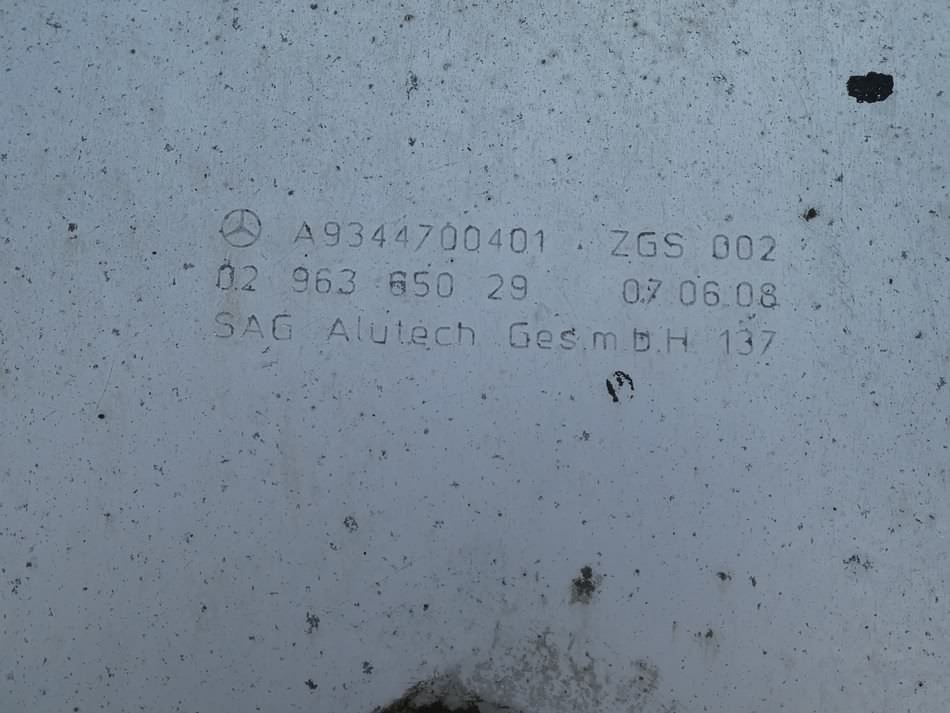 A9344700401 . ZGS 002
02 963 650 29 07.06.08
SAG Alutech Ges.m.b.H 137